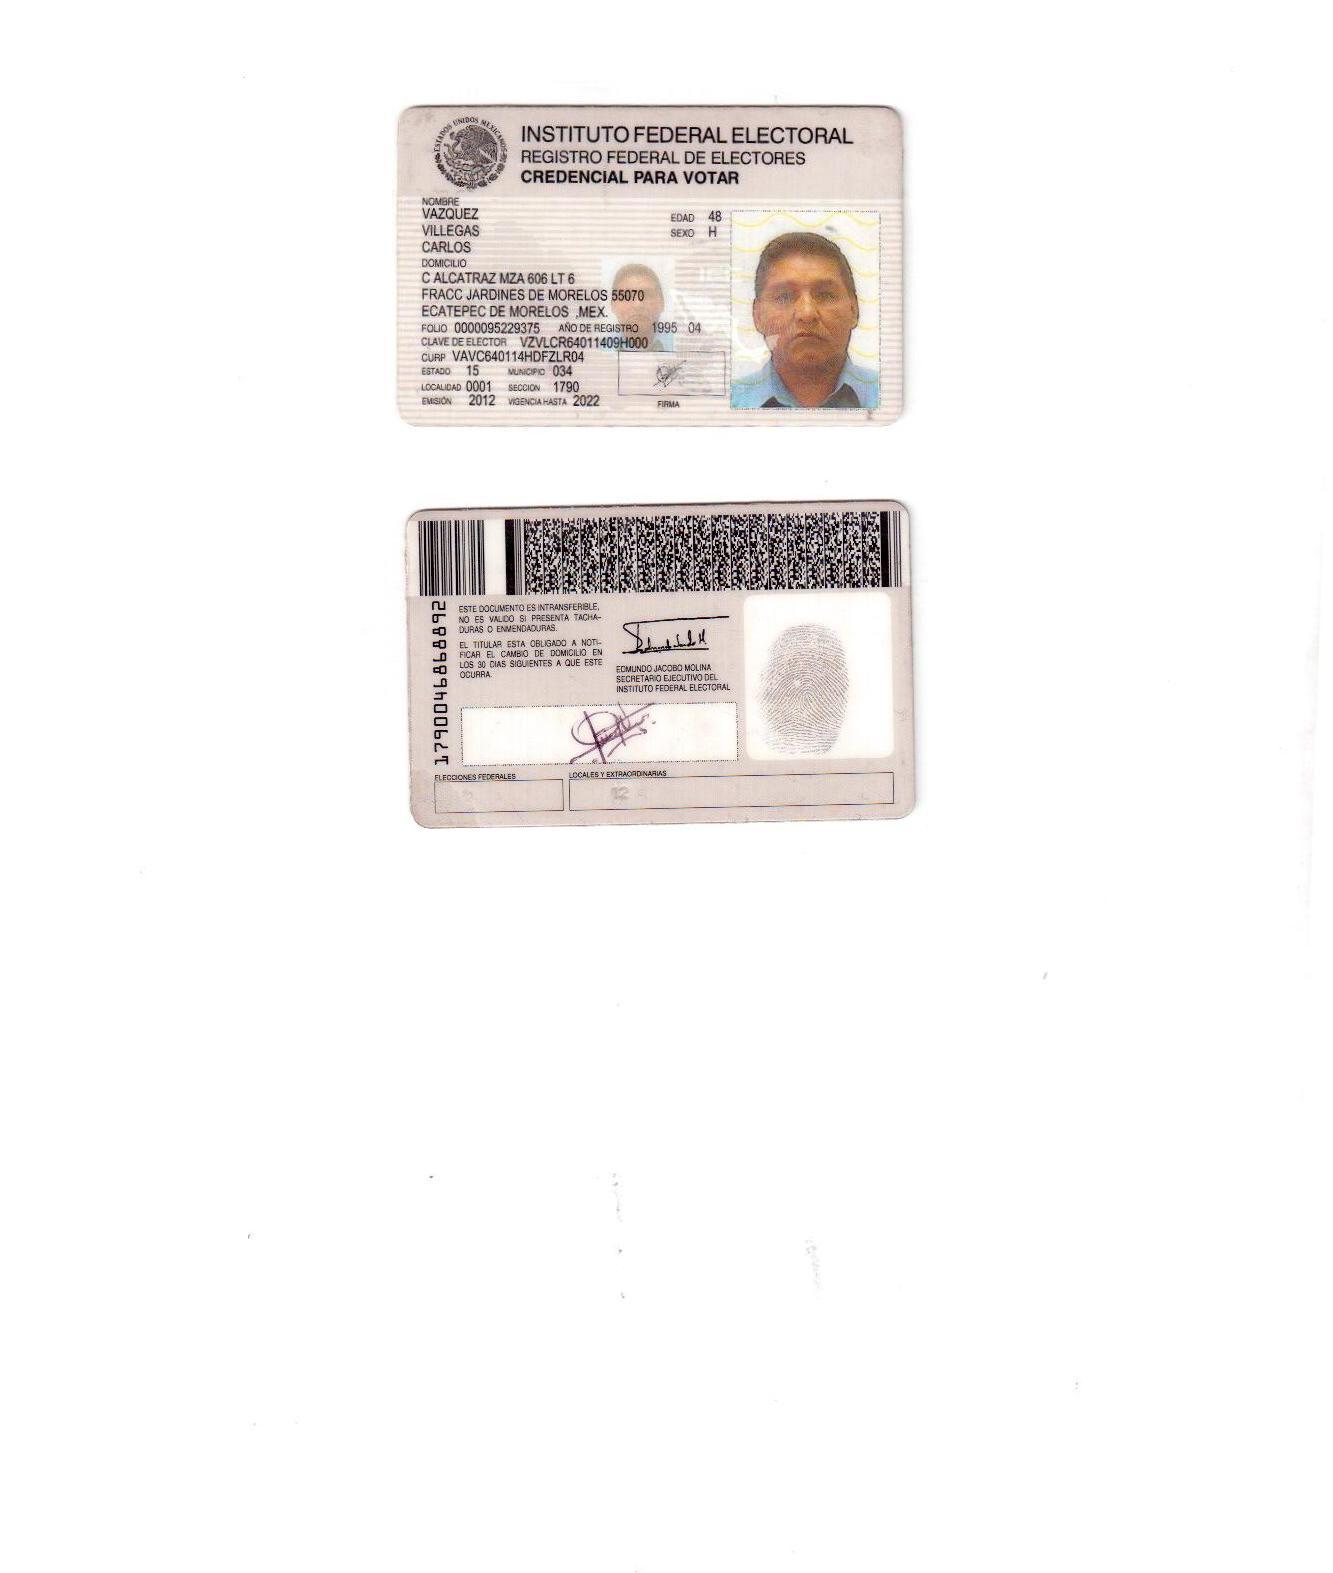 ESTADOS UNIDOS MEXICANOS
INSTITUTO FEDERAL ELECTORAL
REGISTRO FEDERAL DE ELECTORES
CREDENCIAL PARA VOTAR
NOMBRE
VAZQUEZ
VILLEGAS
CARLOS
EDAD 48
SEXO H
DOMICILIO
C ALCATRAZ MZA 606 LT 6
FRACC JARDINES DE MORELOS 55070
ECATEPEC DE MORELOS ,MEX.
FOLIO 0000095229375 AÑO DE REGISTRO 1995 04
CLAVE DE ELECTOR VZVLCR64011409H000
CURP VAVC640114HDFZLR04
ESTADO 15 MUNICIPIO 034
LOCALIDAD 0001 SECCION 1790
EMISIÓN 2012 VIGENCIA HASTA 2022
FIRMA
1790046868892
ESTE DOCUMENTO ES INTRANSFERIBLE,
NO ES VALIDO SI PRESENTA TACHA-
DURAS O ENMENDADURAS.
EL TITULAR ESTA OBLIGADO A NOTI-
FICAR EL CAMBIO DE DOMICILIO EN
LOS 30 DIAS SIGUIENTES A QUE ESTE
OCURRA.
EDMUNDO JACOBO MOLINA
SECRETARIO EJECUTIVO DEL
INSTITUTO FEDERAL ELECTORAL
ELECCIONES FEDERALES
LOCALES Y EXTRAORDINARIAS
12